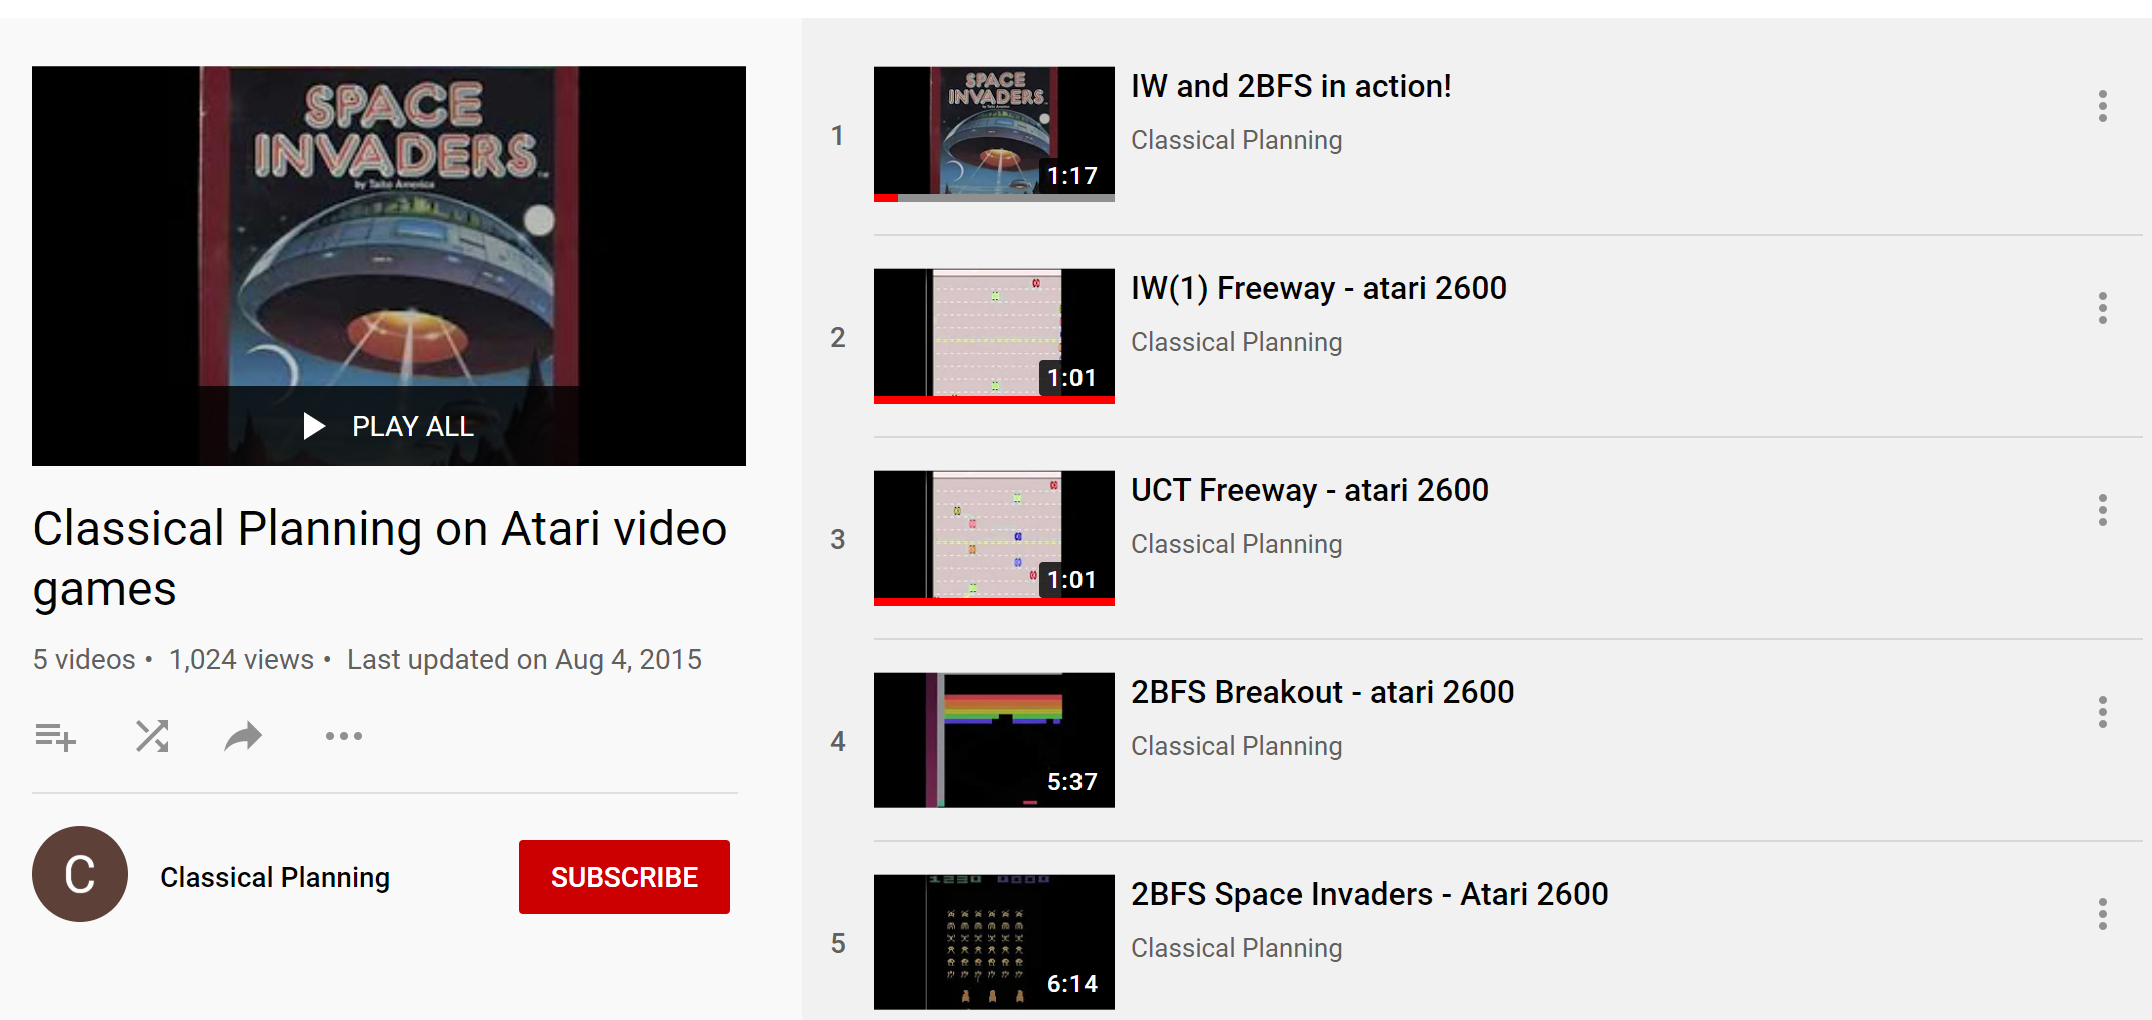 SPACE
INVADERS
by Taito America
PLAY ALL
Classical Planning on Atari video
games
5 videos • 1,024 views • Last updated on Aug 4, 2015
C
Classical Planning
SUBSCRIBE
1
SPACE
INVADERS
1:17
IW and 2BFS in action!
Classical Planning
2
1:01
IW(1) Freeway - atari 2600
Classical Planning
3
1:01
UCT Freeway - atari 2600
Classical Planning
4
5:37
2BFS Breakout - atari 2600
Classical Planning
5
6:14
2BFS Space Invaders - Atari 2600
Classical Planning